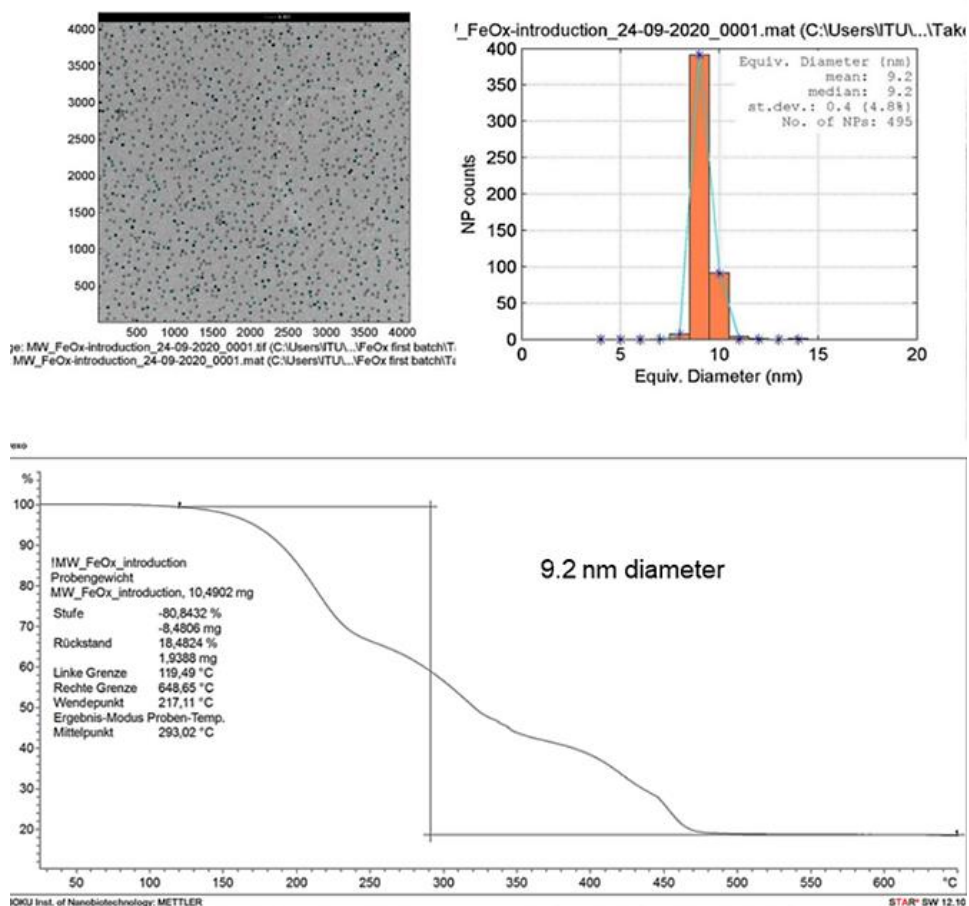 4000
3500
3000
2500
2000
1500
1000
500
500 1000 1500 2000 2500 3000 3500 4000
ge: MW_FeOx-introduction_24-09-2020_0001.tif (C:\Users\ITU\...\FeOx first batch\Ta
MW_FeOx-introduction_24-09-2020_0001.mat (C:\Users\ITU\...\FeOx first batch\Ta
_FeOx-introduction_24-09-2020_0001.mat (C:\Users\ITU\...\Take
Equiv. Diameter (nm)
mean: 9.2
median: 9.2
st.dev.: 0.4 (4.8%)
No. of NPs: 495
400
350
300
250
200
150
100
50
0
NP counts
0 5 10 15 20
Equiv. Diameter (nm)
^exo
%
100
90
80
70
60
50
40
30
20
!MW_FeOx_introduction
Probengewicht
MW_FeOx_introduction, 10,4902 mg
Stufe -80,8432 %
-8,4806 mg
Rückstand 18,4824 %
1,9388 mg
Linke Grenze 119,49 °C
Rechte Grenze 648,65 °C
Wendepunkt 217,11 °C
Ergebnis-Modus Proben-Temp.
Mittelpunkt 293,02 °C
9.2 nm diameter
50 100 150 200 250 300 350 400 450 500 550 600 °C
BOKU Inst. of Nanobiotechnology: METTLER
STARe SW 12.10